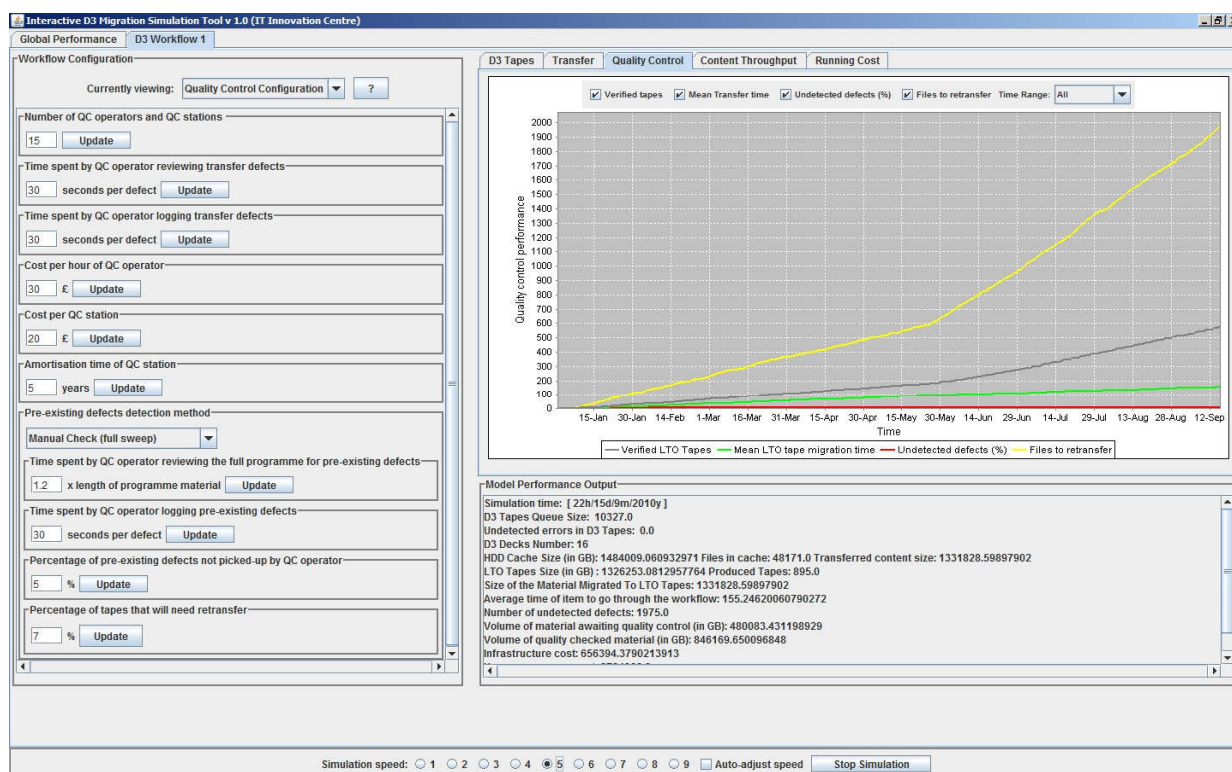 Interactive D3 Migration Simulation Tool v 1.0 (IT Innovation Centre)
Global Performance D3 Workflow 1
Workflow Configuration
Currently viewing: Quality Control Configuration ?
Number of QC operators and QC stations
15 Update
Time spent by QC operator reviewing transfer defects
30 seconds per defect Update
Time spent by QC operator logging transfer defects
30 seconds per defect Update
Cost per hour of QC operator
30 £ Update
Cost per QC station
20 £ Update
Amortisation time of QC station
5 years Update
Pre-existing defects detection method
Manual Check (full sweep)
Time spent by QC operator reviewing the full programme for pre-existing defects
1.2 x length of programme material Update
Time spent by QC operator logging pre-existing defects
30 seconds per defect Update
Percentage of pre-existing defects not picked-up by QC operator
5 % Update
Percentage of tapes that will need retransfer
7 % Update
D3 Tapes Transfer Quality Control Content Throughput Running Cost
Verified tapes Mean Transfer time Undetected defects (%) Files to retransfer Time Range: All
Quality control performance
2000
1900
1800
1700
1600
1500
1400
1300
1200
1100
1000
900
800
700
600
500
400
300
200
100
0
15-Jan 30-Jan 14-Feb 1-Mar 16-Mar 31-Mar 15-Apr 30-Apr 15-May 30-May 14-Jun 29-Jun 14-Jul 29-Jul 13-Aug 28-Aug 12-Sep
Time
Verified LTO Tapes Mean LTO tape migration time Undetected defects (%) Files to retransfer
Model Performance Output
Simulation time: [ 22h/15d/9m/2010y ]
D3 Tapes Queue Size: 10327.0
Undetected errors in D3 Tapes: 0.0
D3 Decks Number: 16
HDD Cache Size (in GB): 1484009.060932971 Files in cache: 48171.0 Transferred content size: 1331828.59897902
LTO Tapes Size (in GB) : 1326253.0812957764 Produced Tapes: 895.0
Size of the Material Migrated To LTO Tapes: 1331828.59897902
Average time of item to go through the workflow: 155.24620060790272
Number of undetected defects: 1975.0
Volume of material awaiting quality control (in GB): 480083.431198929
Volume of quality checked material (in GB): 846169.650096848
Infrastructure cost: 656394.3790213913
Simulation speed: 1 2 3 4 5 6 7 8 9 Auto-adjust speed Stop Simulation